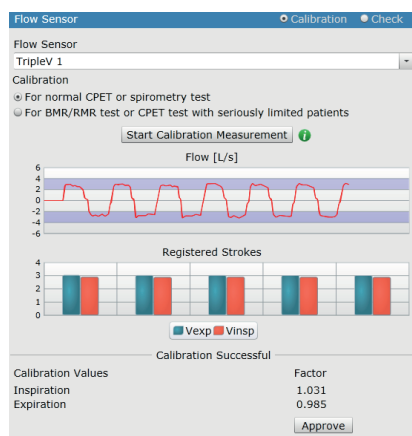 Flow Sensor Calibration Check
Flow Sensor
TripleV 1
Calibration
For normal CPET or spirometry test
For BMR/RMR test or CPET test with seriously limited patients
Start Calibration Measurement i
Flow [L/s]
6
4
2
0
-2
-4
-6
Registered Strokes
4
3
2
1
0
Vexp Vinsp
Calibration Successful
Calibration Values Factor
Inspiration 1.031
Expiration 0.985
Approve